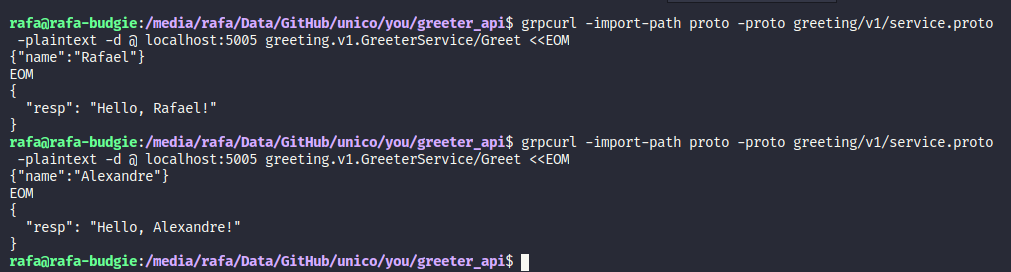 rafa@rafa-budgie:/media/rafa/Data/GitHub/unico/you/greeter_api$ grpcurl -import-path proto -proto greeting/v1/service.proto
 -plaintext -d @ localhost:5005 greeting.v1.GreeterService/Greet <<EOM
{"name":"Rafael"}
EOM
{
  "resp": "Hello, Rafael!"
}
rafa@rafa-budgie:/media/rafa/Data/GitHub/unico/you/greeter_api$ grpcurl -import-path proto -proto greeting/v1/service.proto
 -plaintext -d @ localhost:5005 greeting.v1.GreeterService/Greet <<EOM
{"name":"Alexandre"}
EOM
{
  "resp": "Hello, Alexandre!"
}
rafa@rafa-budgie:/media/rafa/Data/GitHub/unico/you/greeter_api$